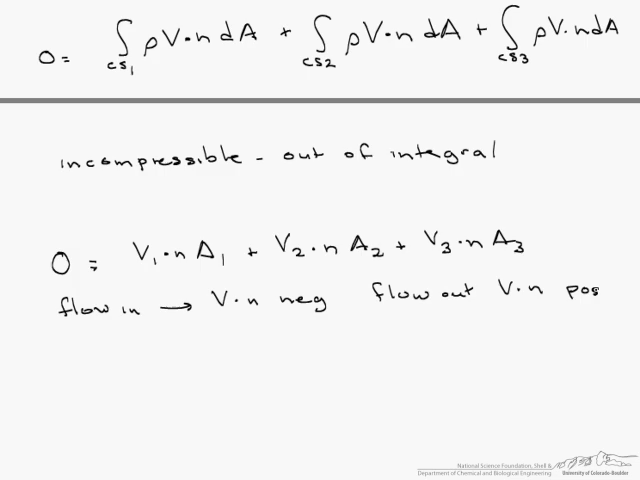 0 = ∫cs1 ρV·n dA + ∫cs2 ρV·n dA + ∫cs3 ρV·n dA
incompressible - out of integral
0 = V1·n A1 + V2·n A2 + V3·n A3
flow in → V·n neg flow out V·n pos
National Science Foundation, Shell &
Department of Chemical and Biological Engineering
University of Colorado-Boulder